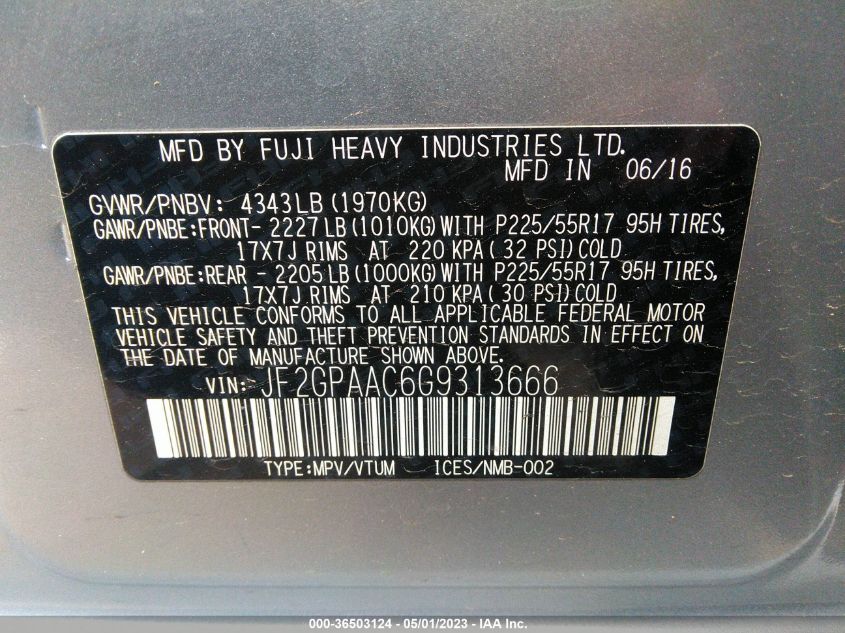 MFD BY FUJI HEAVY INDUSTRIES LTD.
MFD IN 06/16
GVWR/PNBV: 4343LB(1970KG)
GAWR/PNBE:FRONT- 2227LB(1010KG)WITH P225/55R17 95H TIRES,
17X7J RIMS AT 220 KPA( 32 PSI)COLD
GAWR/PNBE:REAR - 2205LB(1000KG)WITH P225/55R17 95H TIRES,
17X7J RIMS AT 210 KPA( 30 PSI)COLD
THIS VEHICLE CONFORMS TO ALL APPLICABLE FEDERAL MOTOR
VEHICLE SAFETY AND THEFT PREVENTION STANDARDS IN EFFECT ON
THE DATE OF MANUFACTURE SHOWN ABOVE.
VIN: JF2GPAAC6G9313666
TYPE:MPV/VTUM ICES/NMB-002
000-36503124 - 05/01/2023 - IAA Inc.